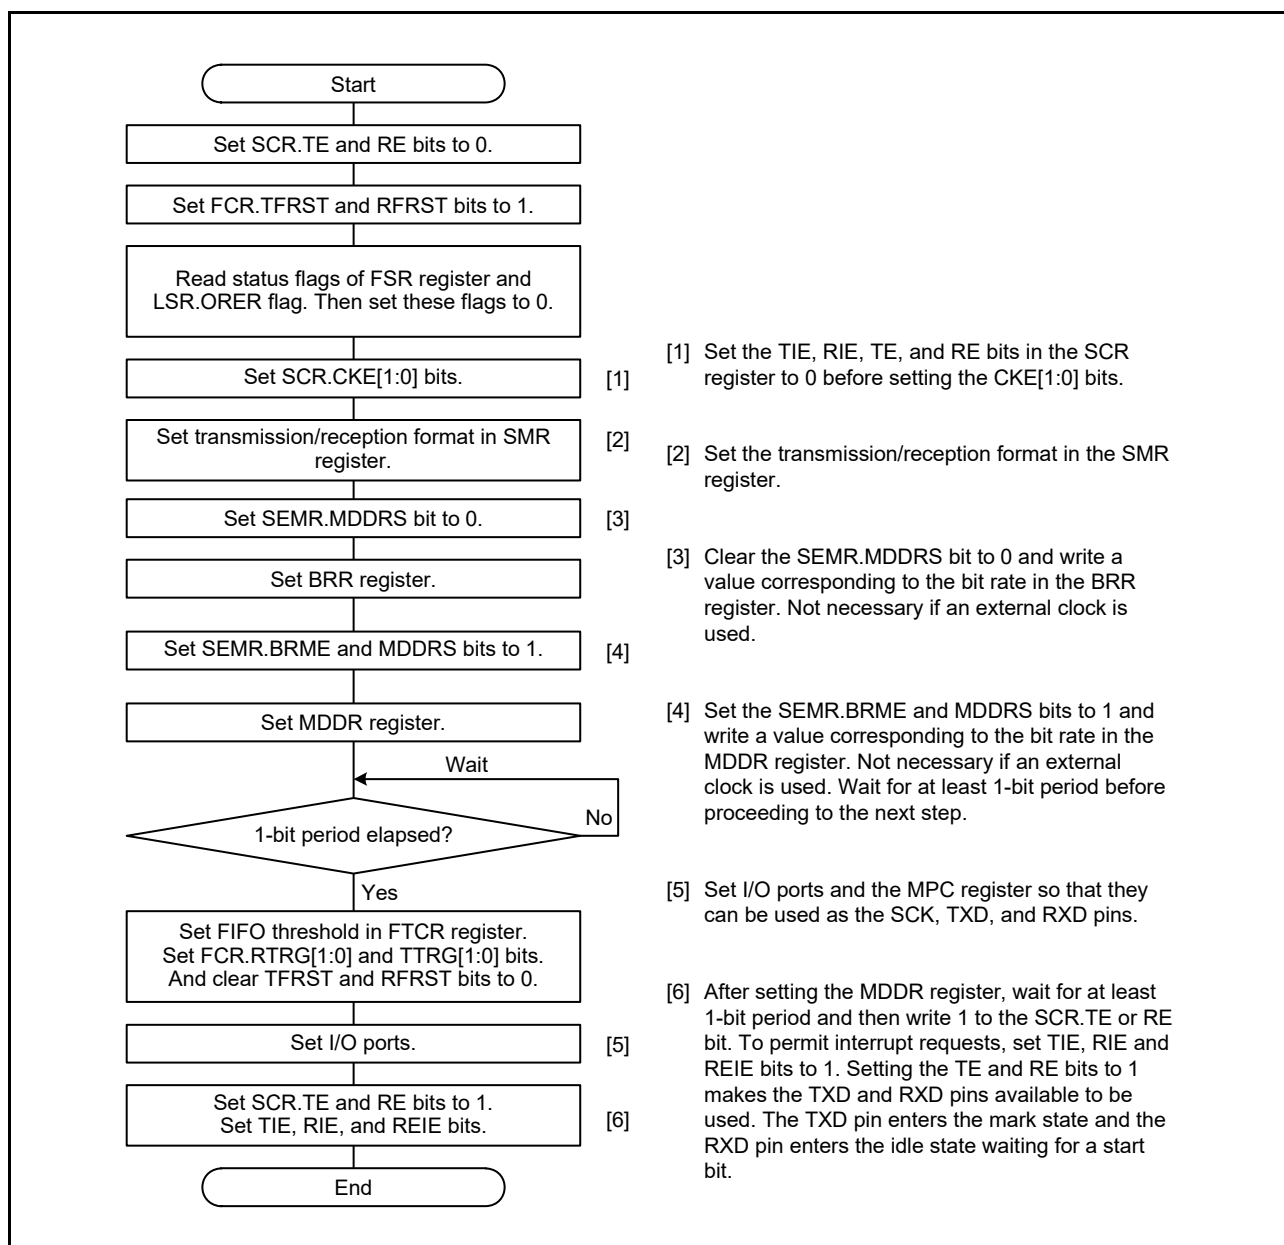 Start
Set SCR.TE and RE bits to 0.
Set FCR.TFRST and RFRST bits to 1.
Read status flags of FSR register and
LSR.ORER flag. Then set these flags to 0.
Set SCR.CKE[1:0] bits.
[1]
Set transmission/reception format in SMR
register.
[2]
Set SEMR.MDDRS bit to 0.
[3]
Set BRR register.
Set SEMR.BRME and MDDRS bits to 1.
[4]
Set MDDR register.
Wait
1-bit period elapsed?
No
Yes
Set FIFO threshold in FTCR register.
Set FCR.RTRG[1:0] and TTRG[1:0] bits.
And clear TFRST and RFRST bits to 0.
Set I/O ports.
[5]
Set SCR.TE and RE bits to 1.
Set TIE, RIE, and REIE bits.
[6]
End
[1] Set the TIE, RIE, TE, and RE bits in the SCR
register to 0 before setting the CKE[1:0] bits.
[2] Set the transmission/reception format in the SMR
register.
[3] Clear the SEMR.MDDRS bit to 0 and write a
value corresponding to the bit rate in the BRR
register. Not necessary if an external clock is
used.
[4] Set the SEMR.BRME and MDDRS bits to 1 and
write a value corresponding to the bit rate in the
MDDR register. Not necessary if an external
clock is used. Wait for at least 1-bit period before
proceeding to the next step.
[5] Set I/O ports and the MPC register so that they
can be used as the SCK, TXD, and RXD pins.
[6] After setting the MDDR register, wait for at least
1-bit period and then write 1 to the SCR.TE or RE
bit. To permit interrupt requests, set TIE, RIE and
REIE bits to 1. Setting the TE and RE bits to 1
makes the TXD and RXD pins available to be
used. The TXD pin enters the mark state and the
RXD pin enters the idle state waiting for a start
bit.